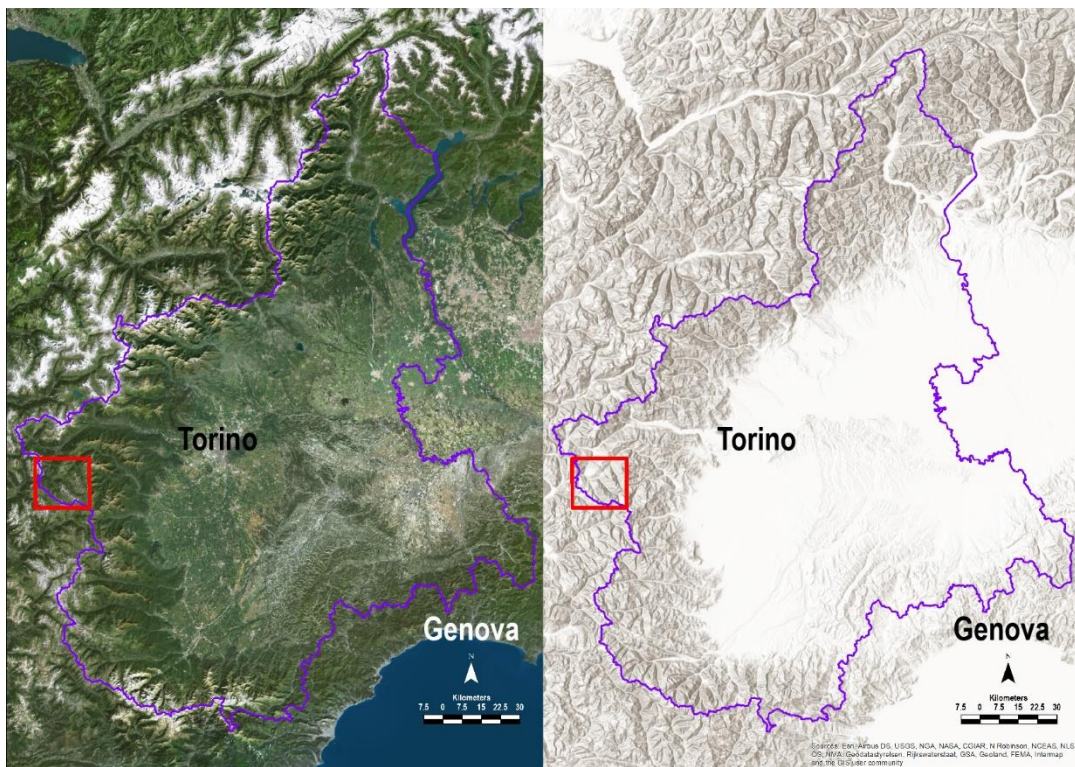 Torino
Genova
N
Kilometers
7.5 0 7.5 15 22.5 30
Torino
Genova
N
Kilometers
7.5 0 7.5 15 22.5 30
Sources: Esri, Airbus DS, USGS, NGA, NASA, CGIAR, N Robinson, NCEAS, NLS,
OS, NMA, Geodatastyrelsen, Rijkswaterstaat, GSA, Geoland, FEMA, Intermap
and the GIS user community